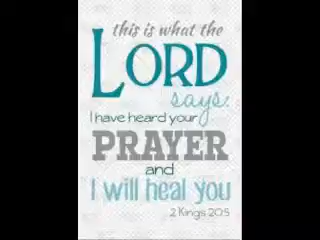 this is what the
LORD
says:
I have heard your
PRAYER
and
I will heal you
2 Kings 20:5